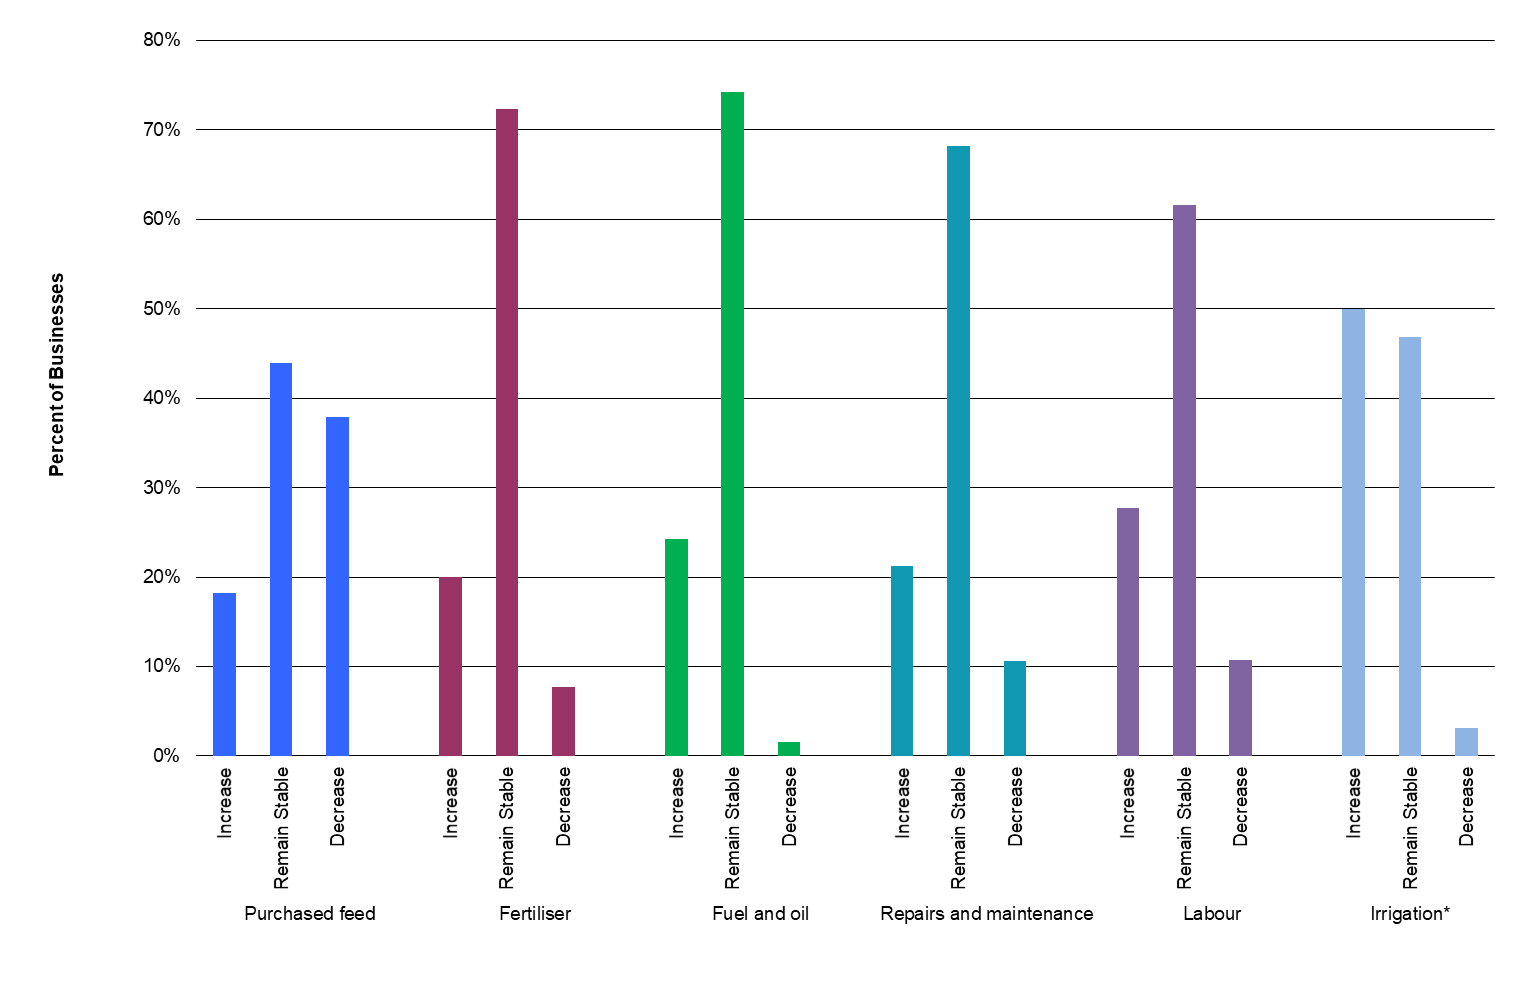 80%
70%
60%
50%
40%
30%
20%
10%
0%
Percent of Businesses
Increase
Remain Stable
Decrease
Increase
Remain Stable
Decrease
Increase
Remain Stable
Decrease
Increase
Remain Stable
Decrease
Increase
Remain Stable
Decrease
Increase
Remain Stable
Decrease
Purchased feed
Fertiliser
Fuel and oil
Repairs and maintenance
Labour
Irrigation*